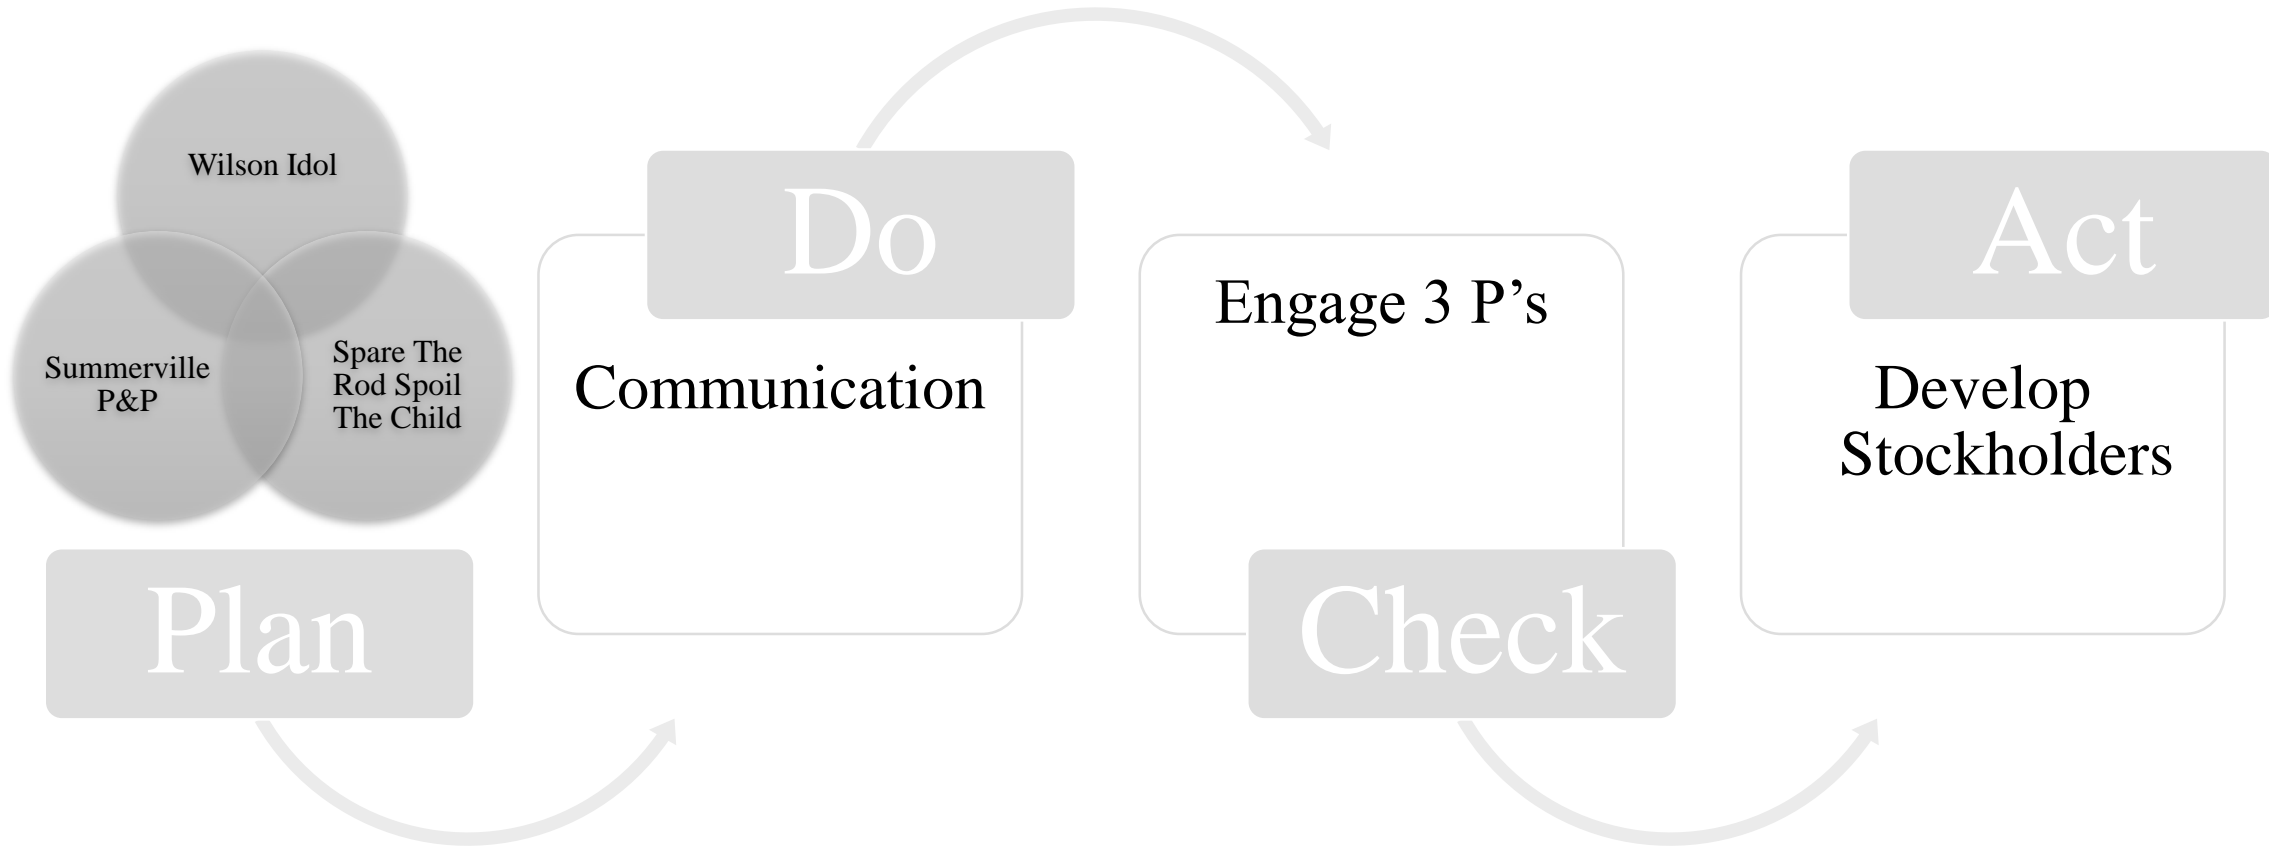 Wilson Idol
Summerville
P&P
Spare The
Rod Spoil
The Child
Plan
Do
Communication
Engage 3 P’s
Check
Act
Develop
Stockholders